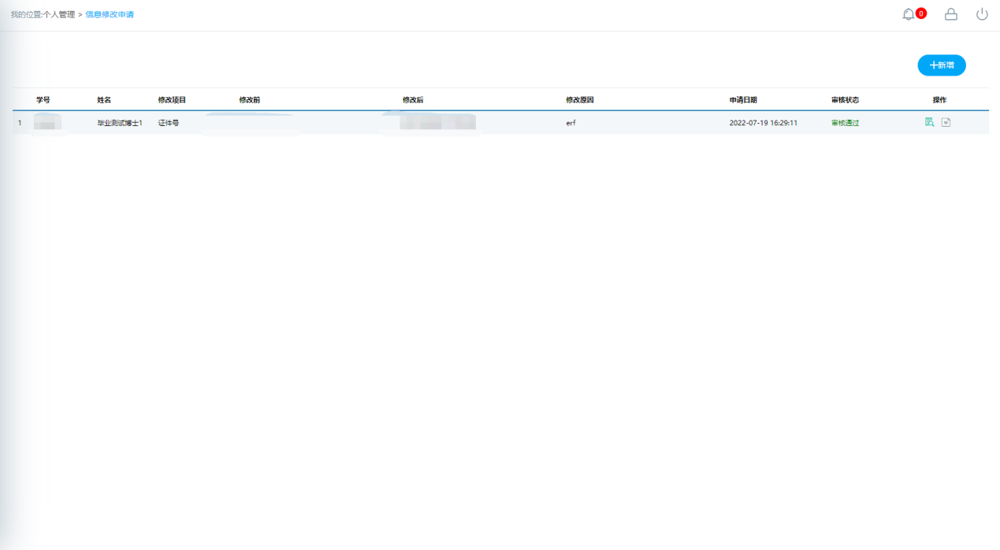 我的位置:个人管理 > 信息修改申请
0
+新增
学号 姓名 修改项目 修改前 修改后 修改原因 申请日期 审核状态 操作
1 毕业测试博士1 证件号 erf 2022-07-19 16:29:11 审核通过